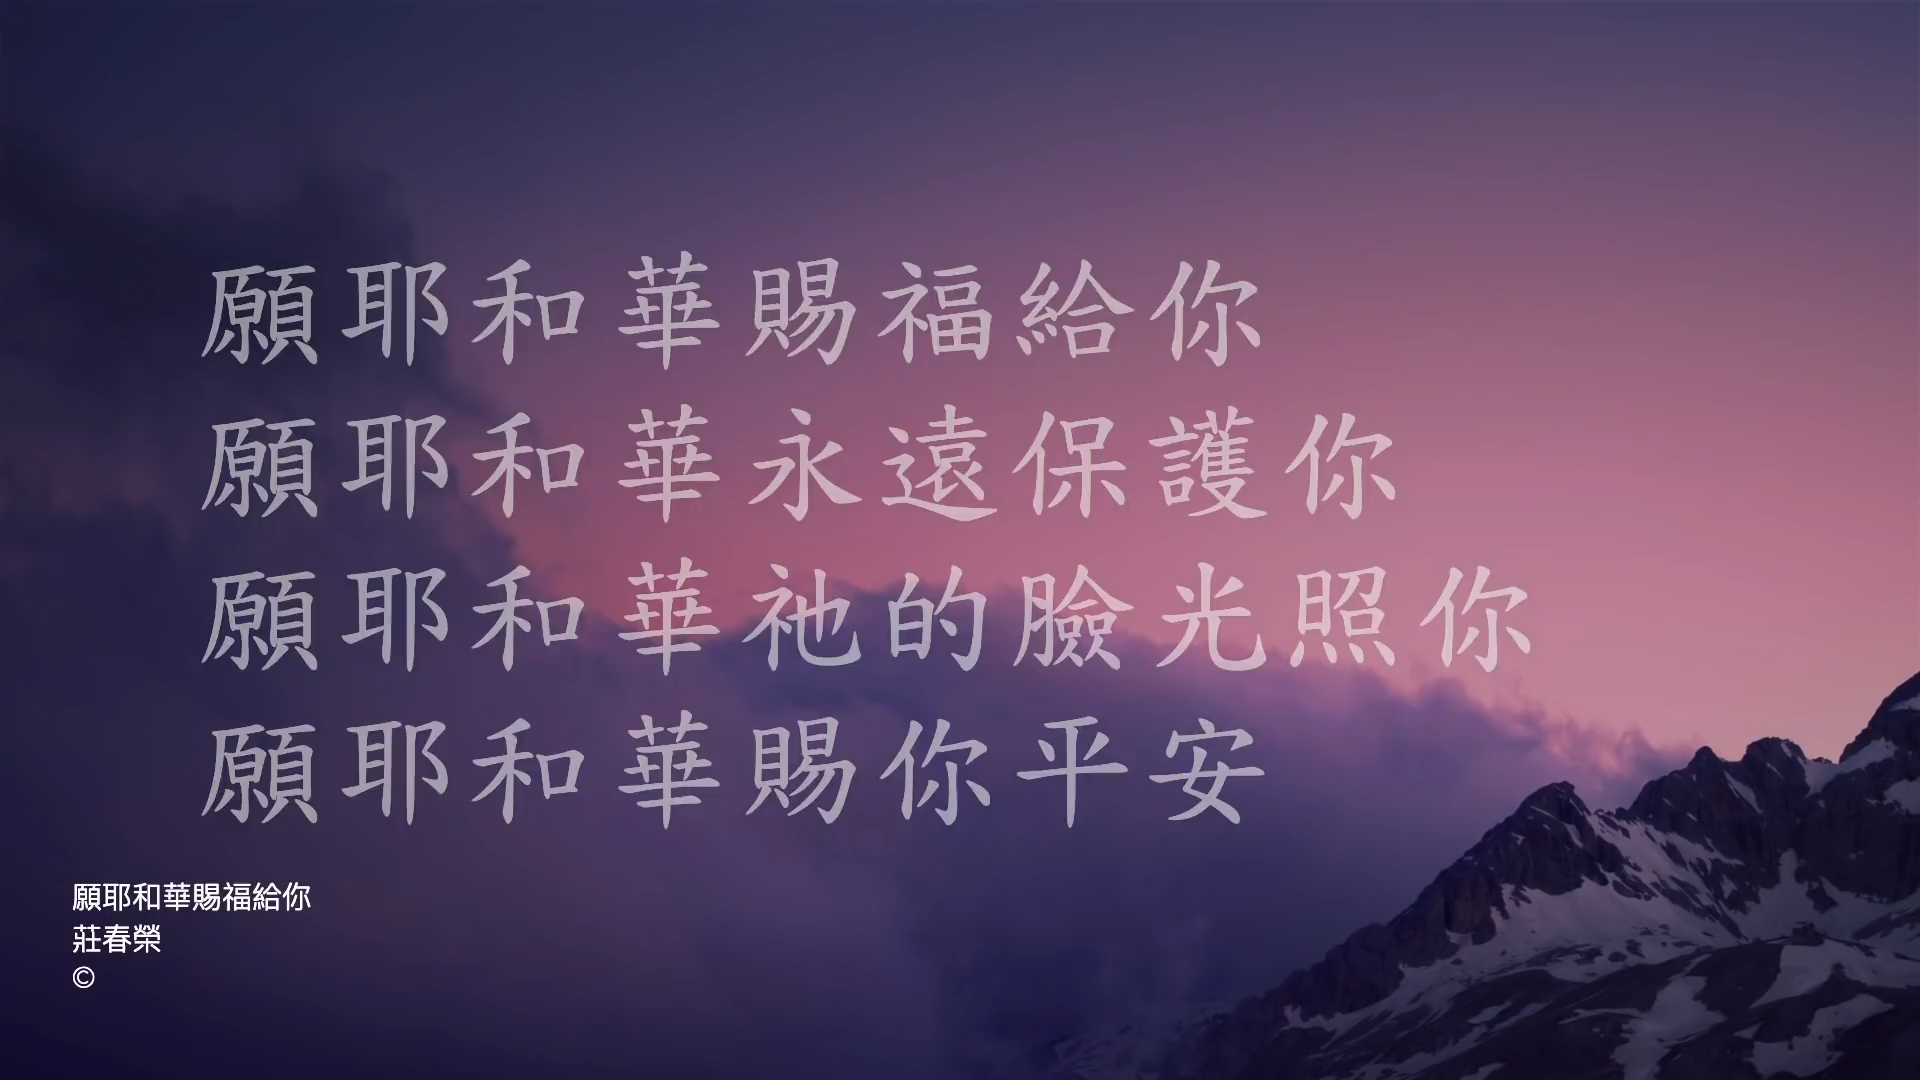 願耶和華賜福給你
願耶和華永遠保護你
願耶和華祂的臉光照你
願耶和華賜你平安
願耶和華賜福給你
莊春榮
©